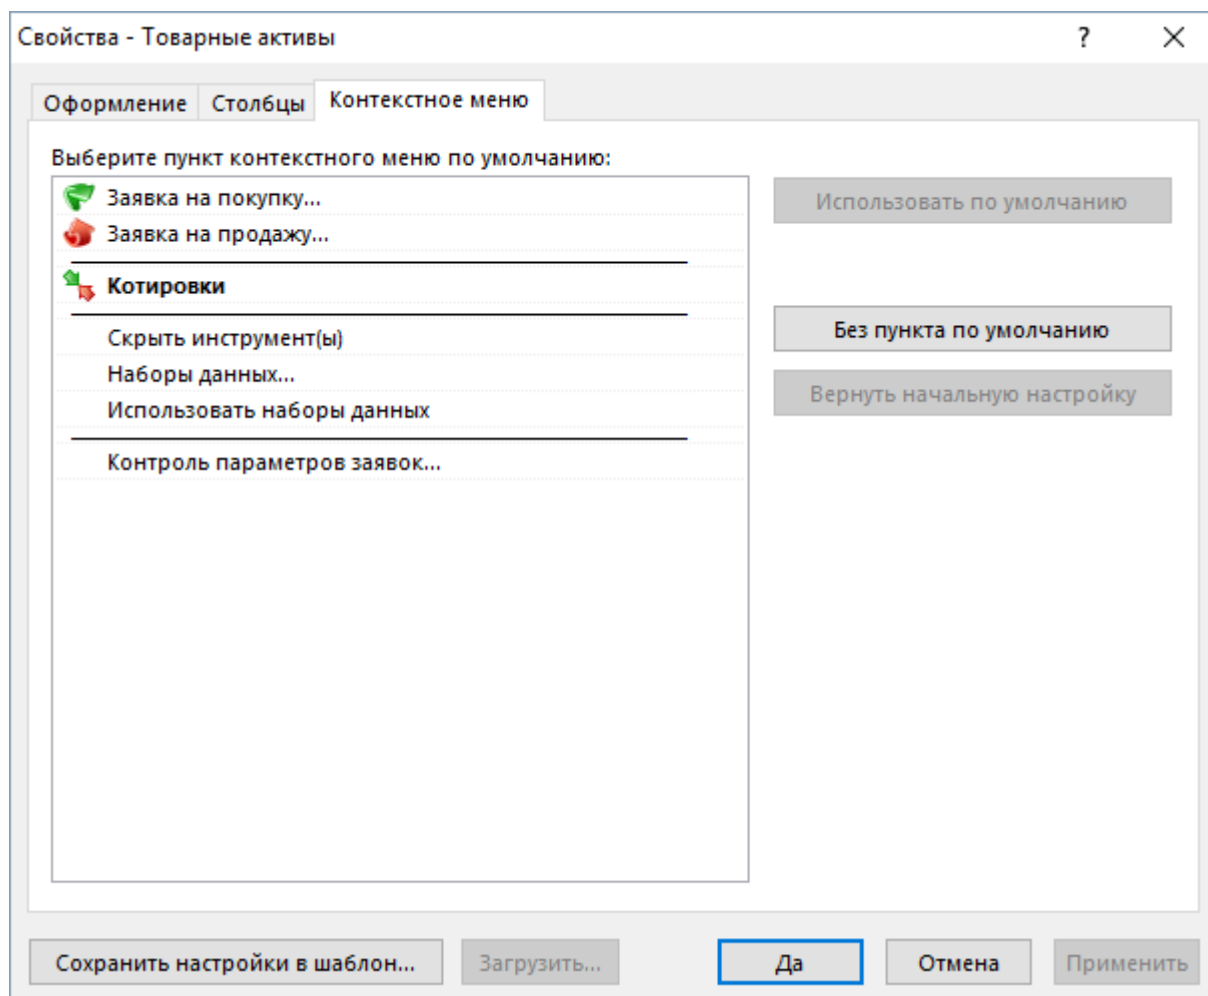 Свойства - Товарные активы
?
Оформление
Столбцы
Контекстное меню
Выберите пункт контекстного меню по умолчанию:
Заявка на покупку...
Заявка на продажу...
Котировки
Скрыть инструмент(ы)
Наборы данных...
Использовать наборы данных
Контроль параметров заявок...
Использовать по умолчанию
Без пункта по умолчанию
Вернуть начальную настройку
Сохранить настройки в шаблон...
Загрузить...
Да
Отмена
Применить